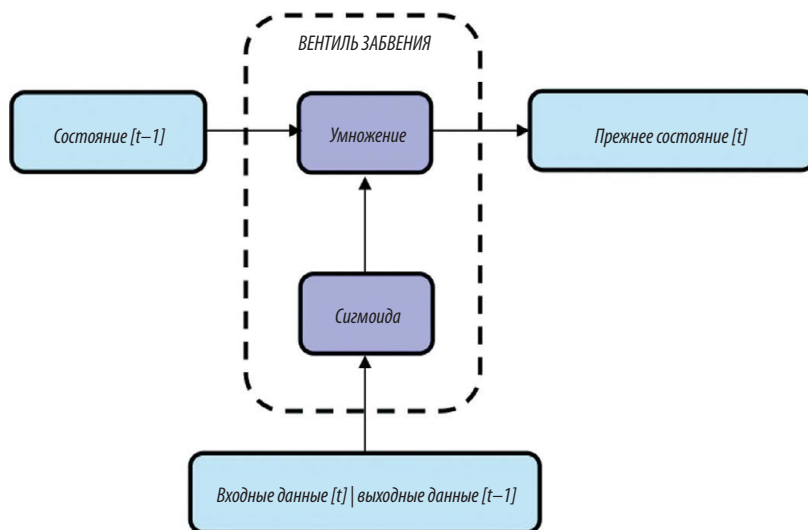 ВЕНТИЛЬ ЗАБВЕНИЯ
Состояние [t–1]
Умножение
Прежнее состояние [t]
Сигмоида
Входные данные [t] | выходные данные [t–1]